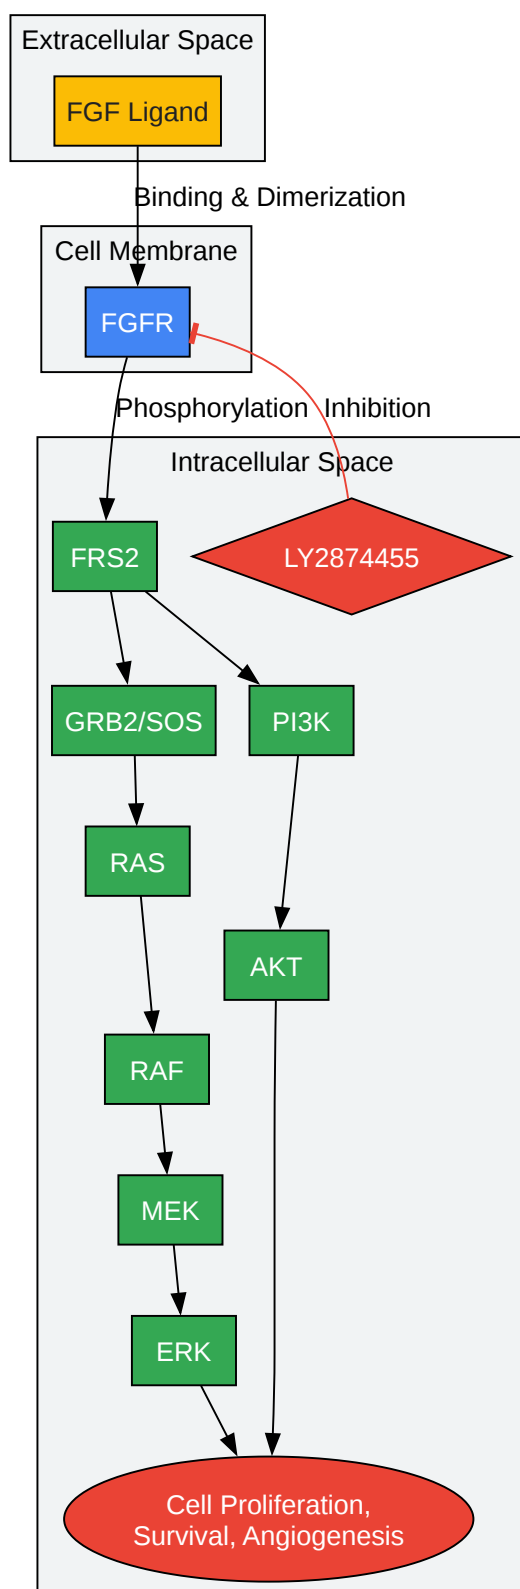 Extracellular Space
FGF Ligand
Binding & Dimerization
Cell Membrane
FGFR
Phosphorylation
Inhibition
Intracellular Space
FRS2
LY2874455
GRB2/SOS
PI3K
RAS
AKT
RAF
MEK
ERK
Cell Proliferation,
Survival, Angiogenesis